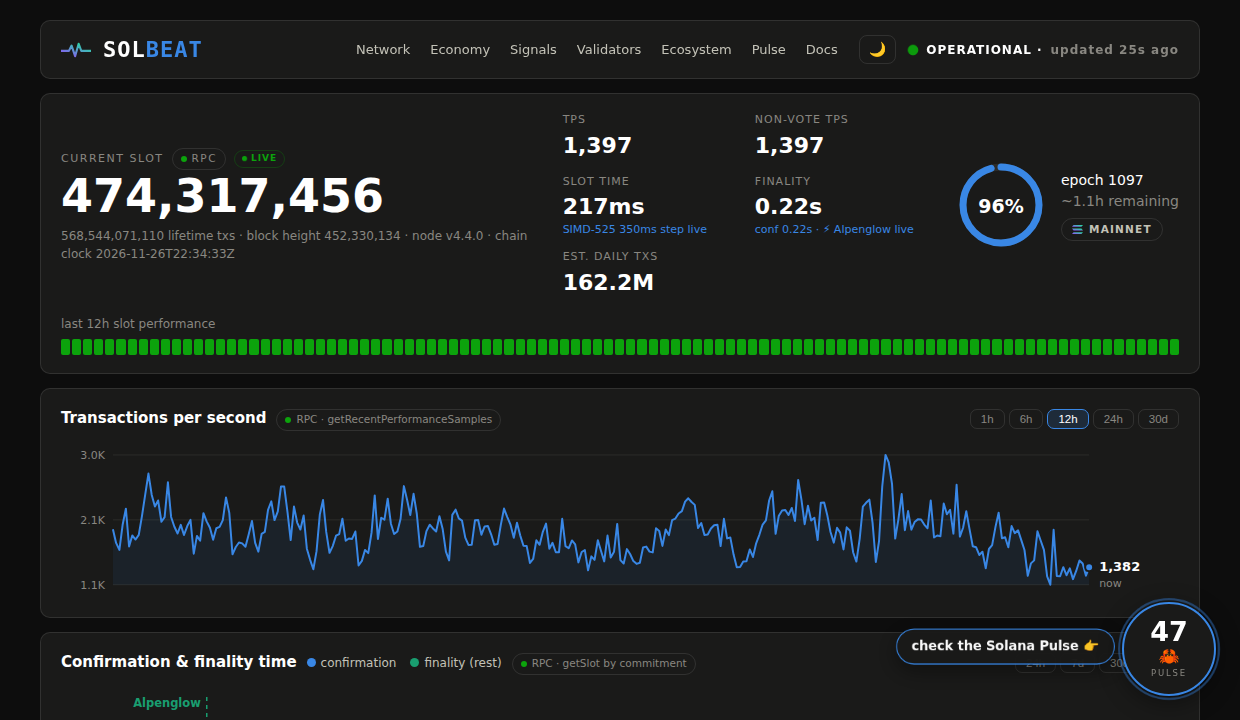 SOLBEAT
Network Economy Signals Validators Ecosystem Pulse Docs
OPERATIONAL · updated 25s ago
CURRENT SLOT RPC LIVE
474,317,456
568,544,071,110 lifetime txs · block height 452,330,134 · node v4.4.0 · chain
clock 2026-11-26T22:34:33Z
TPS
1,397
NON-VOTE TPS
1,397
SLOT TIME
217ms
SIMD-525 350ms step live
FINALITY
0.22s
conf 0.22s · ⚡ Alpenglow live
EST. DAILY TXS
162.2M
96%
epoch 1097
~1.1h remaining
MAINNET
last 12h slot performance
Transactions per second RPC · getRecentPerformanceSamples
1h 6h 12h 24h 30d
3.0K
2.1K
1.1K
1,382
now
Confirmation & finality time confirmation finality (rest) RPC · getSlot by commitment
Alpenglow
check the Solana Pulse 👉
47
PULSE